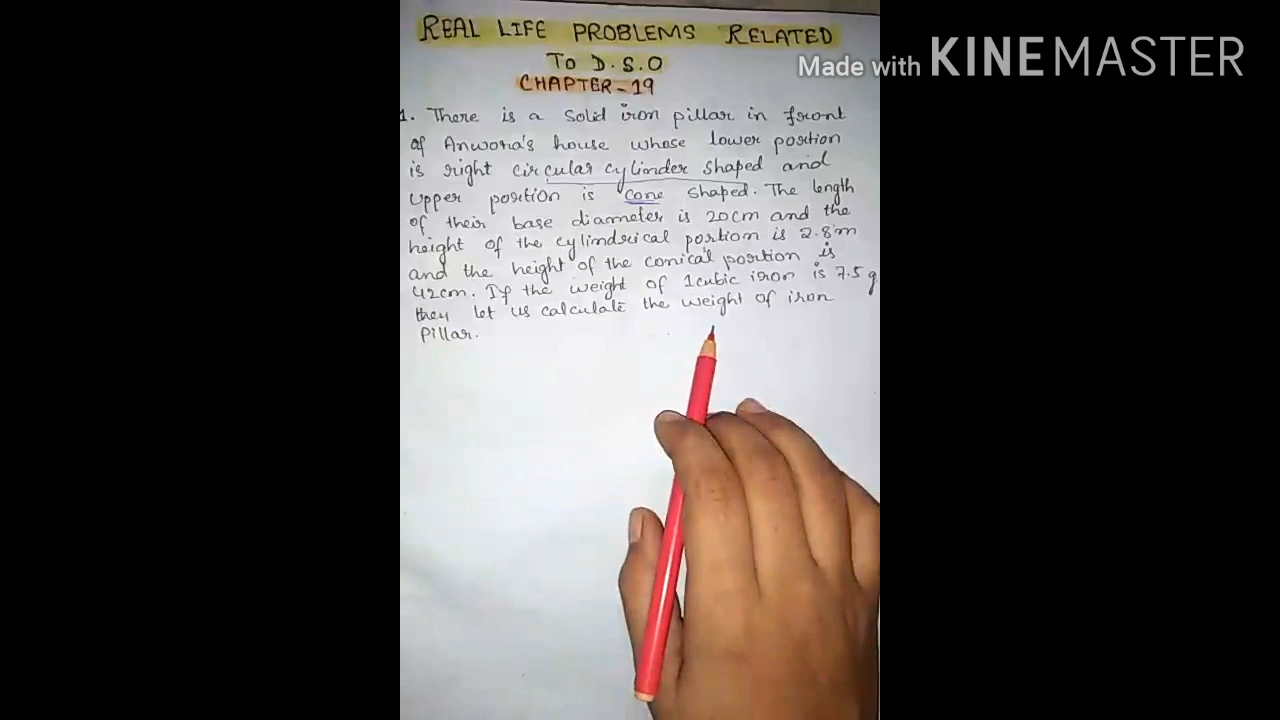 REAL LIFE PROBLEMS RELATED
TO D.S.O
CHAPTER-19
Made with KINEMASTER
1. There is a solid iron pillar in front
of Anwora's house whose lower portion
is right circular cylinder shaped and
upper portion is cone shaped. The length
of their base diameter is 20cm and the
height of the cylindrical portion is 2.8m
and the height of the conical portion is
42cm. If the weight of 1cubic iron is 7.5 g
then let us calculate the weight of iron
Pillar.